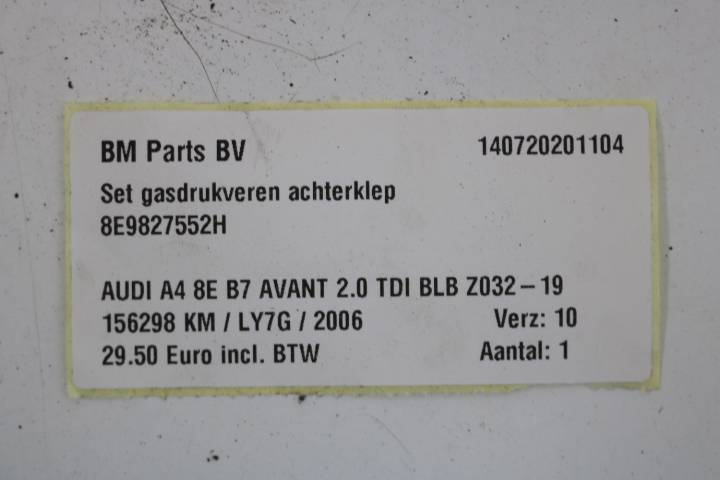 BM Parts BV 140720201104
Set gasdrukveren achterklep
8E9827552H
AUDI A4 8E B7 AVANT 2.0 TDI BLB Z032-19
156298 KM / LY7G / 2006 Verz: 10
29.50 Euro incl. BTW Aantal: 1